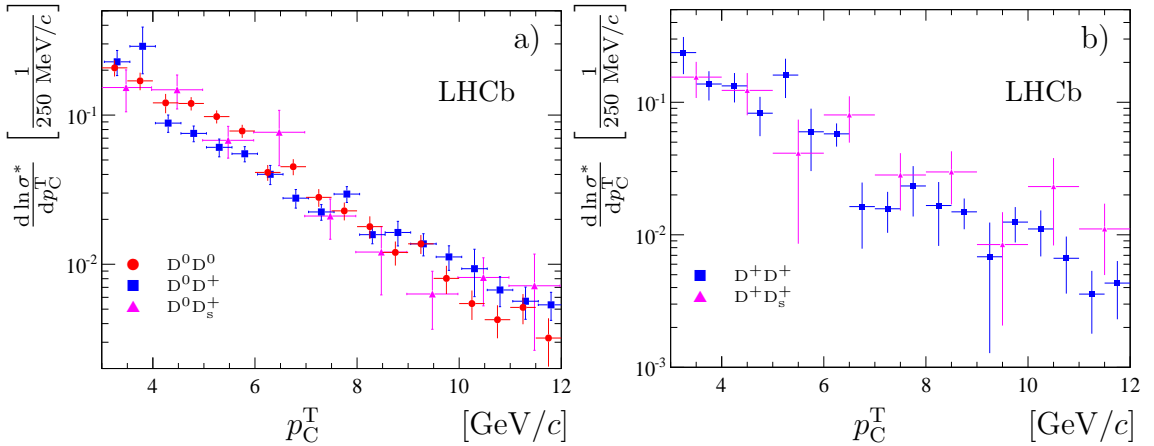 d ln σ* / dp_C^T [ 1 / 250 MeV/c ]
a)
LHCb
10^-1
10^-2
D⁰D⁰
D⁰D⁺
D⁰D_s⁺
4 6 8 10 12
p_C^T [GeV/c]
d ln σ* / dp_C^T [ 1 / 250 MeV/c ]
b)
LHCb
1
10^-1
10^-2
10^-3
D⁺D⁺
D⁺D_s⁺
4 6 8 10 12
p_C^T [GeV/c]